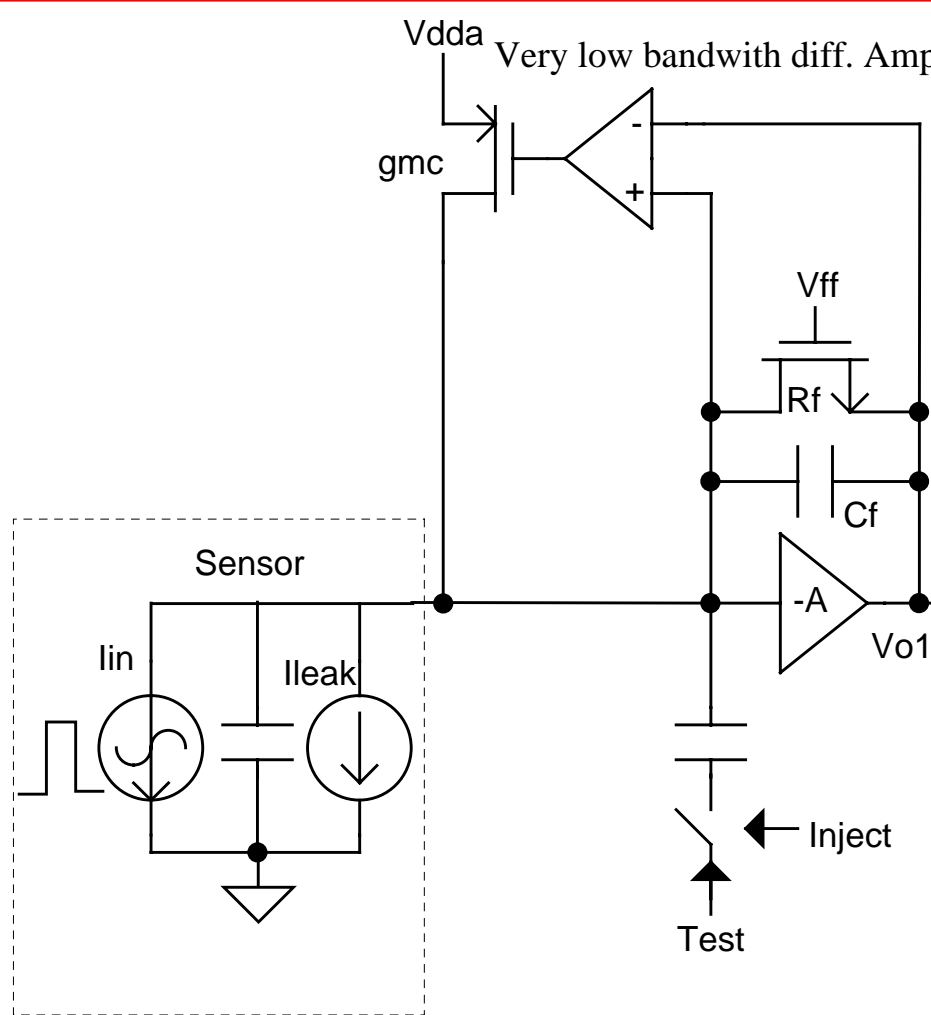 Vdda
Very low bandwith diff. Amp
-
gmc
+
Vff
Rf
Cf
Sensor
-A
Iin
Ileak
Vo1
Inject
Test